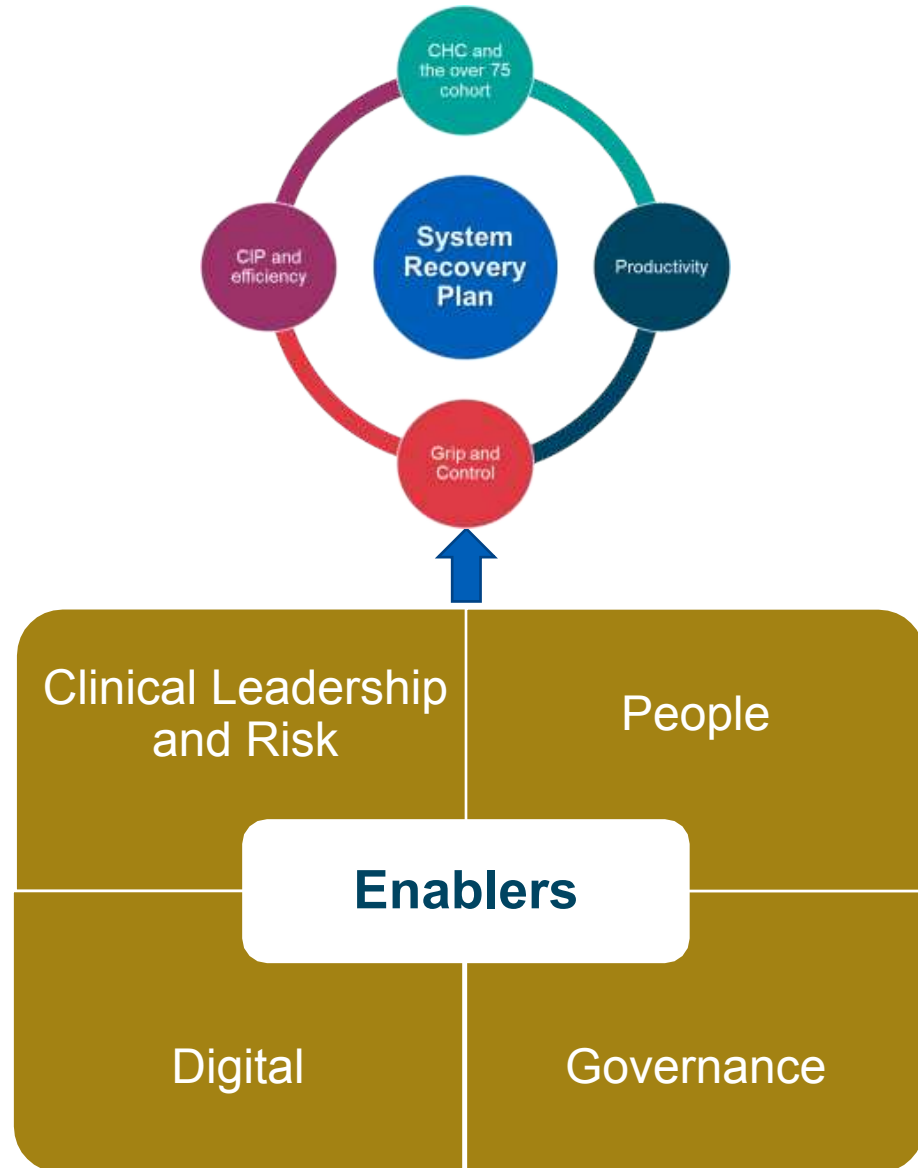 CHC and
the over 75
cohort
CIP and
efficiency
System
Recovery
Plan
Productivity
Grip and
Control
Clinical Leadership
and Risk
People
Enablers
Digital
Governance